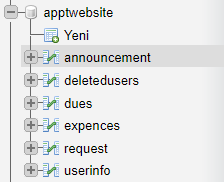 apptwebsite
Yeni
announcement
deletedusers
dues
expences
request
userinfo